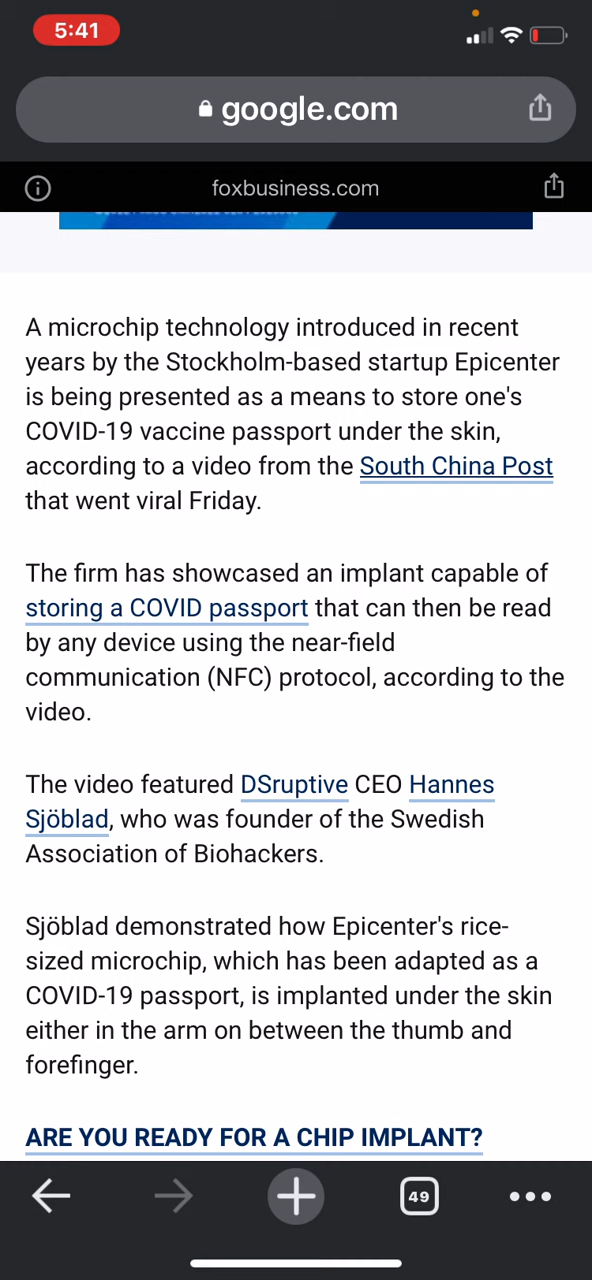 5:41
google.com
foxbusiness.com
A microchip technology introduced in recent
years by the Stockholm-based startup Epicenter
is being presented as a means to store one's
COVID-19 vaccine passport under the skin,
according to a video from the South China Post
that went viral Friday.
The firm has showcased an implant capable of
storing a COVID passport that can then be read
by any device using the near-field
communication (NFC) protocol, according to the
video.
The video featured DSruptive CEO Hannes
Sjöblad, who was founder of the Swedish
Association of Biohackers.
Sjöblad demonstrated how Epicenter's rice-
sized microchip, which has been adapted as a
COVID-19 passport, is implanted under the skin
either in the arm on between the thumb and
forefinger.
ARE YOU READY FOR A CHIP IMPLANT?
49